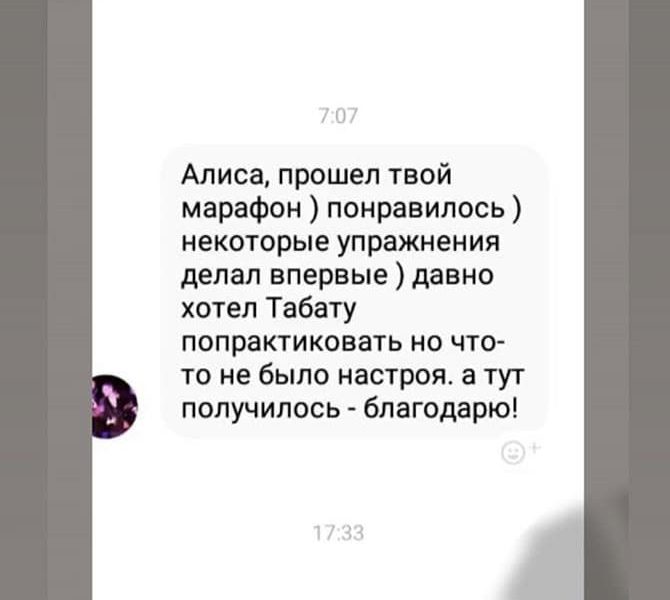 7:07
Алиса, прошел твой
марафон ) понравилось )
некоторые упражнения
делал впервые ) давно
хотел Табату
попрактиковать но что-
то не было настроя. а тут
получилось - благодарю!
17:33